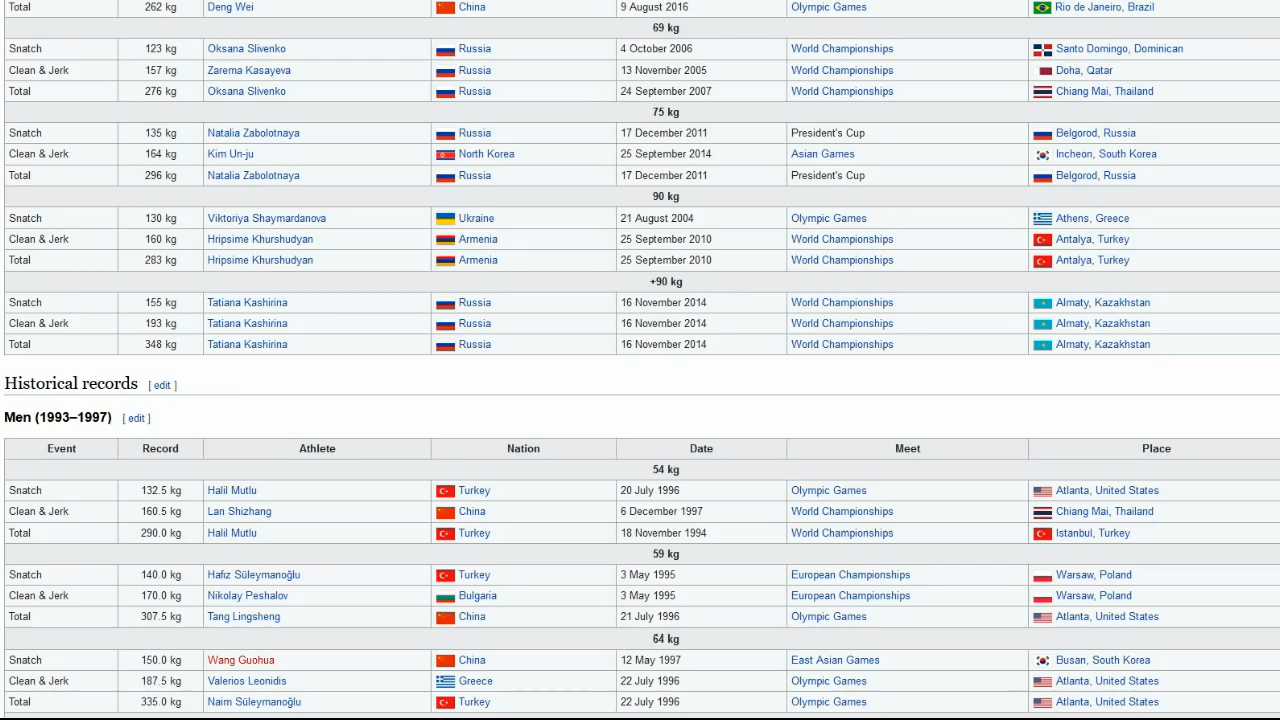 Total 262 kg Deng Wei China 9 August 2016 Olympic Games Rio de Janeiro, Brazil
69 kg
Snatch 123 kg Oksana Slivenko Russia 4 October 2006 World Championships Santo Domingo, Dominican
Clean & Jerk 157 kg Zarema Kasayeva Russia 13 November 2005 World Championships Doha, Qatar
Total 276 kg Oksana Slivenko Russia 24 September 2007 World Championships Chiang Mai, Thailand
75 kg
Snatch 135 kg Natalia Zabolotnaya Russia 17 December 2011 President's Cup Belgorod, Russia
Clean & Jerk 164 kg Kim Un-ju North Korea 25 September 2014 Asian Games Incheon, South Korea
Total 296 kg Natalia Zabolotnaya Russia 17 December 2011 President's Cup Belgorod, Russia
90 kg
Snatch 130 kg Viktoriya Shaymardanova Ukraine 21 August 2004 Olympic Games Athens, Greece
Clean & Jerk 160 kg Hripsime Khurshudyan Armenia 25 September 2010 World Championships Antalya, Turkey
Total 283 kg Hripsime Khurshudyan Armenia 25 September 2010 World Championships Antalya, Turkey
+90 kg
Snatch 155 kg Tatiana Kashirina Russia 16 November 2014 World Championships Almaty, Kazakhstan
Clean & Jerk 193 kg Tatiana Kashirina Russia 16 November 2014 World Championships Almaty, Kazakhstan
Total 348 kg Tatiana Kashirina Russia 16 November 2014 World Championships Almaty, Kazakhstan
Historical records [ edit ]
Men (1993–1997) [ edit ]
Event Record Athlete Nation Date Meet Place
54 kg
Snatch 132.5 kg Halil Mutlu Turkey 20 July 1996 Olympic Games Atlanta, United States
Clean & Jerk 160.5 kg Lan Shizhang China 6 December 1997 World Championships Chiang Mai, Thailand
Total 290.0 kg Halil Mutlu Turkey 18 November 1994 World Championships Istanbul, Turkey
59 kg
Snatch 140.0 kg Hafız Süleymanoğlu Turkey 3 May 1995 European Championships Warsaw, Poland
Clean & Jerk 170.0 kg Nikolay Peshalov Bulgaria 3 May 1995 European Championships Warsaw, Poland
Total 307.5 kg Tang Lingsheng China 21 July 1996 Olympic Games Atlanta, United States
64 kg
Snatch 150.0 kg Wang Guohua China 12 May 1997 East Asian Games Busan, South Korea
Clean & Jerk 187.5 kg Valerios Leonidis Greece 22 July 1996 Olympic Games Atlanta, United States
Total 335.0 kg Naim Süleymanoğlu Turkey 22 July 1996 Olympic Games Atlanta, United States